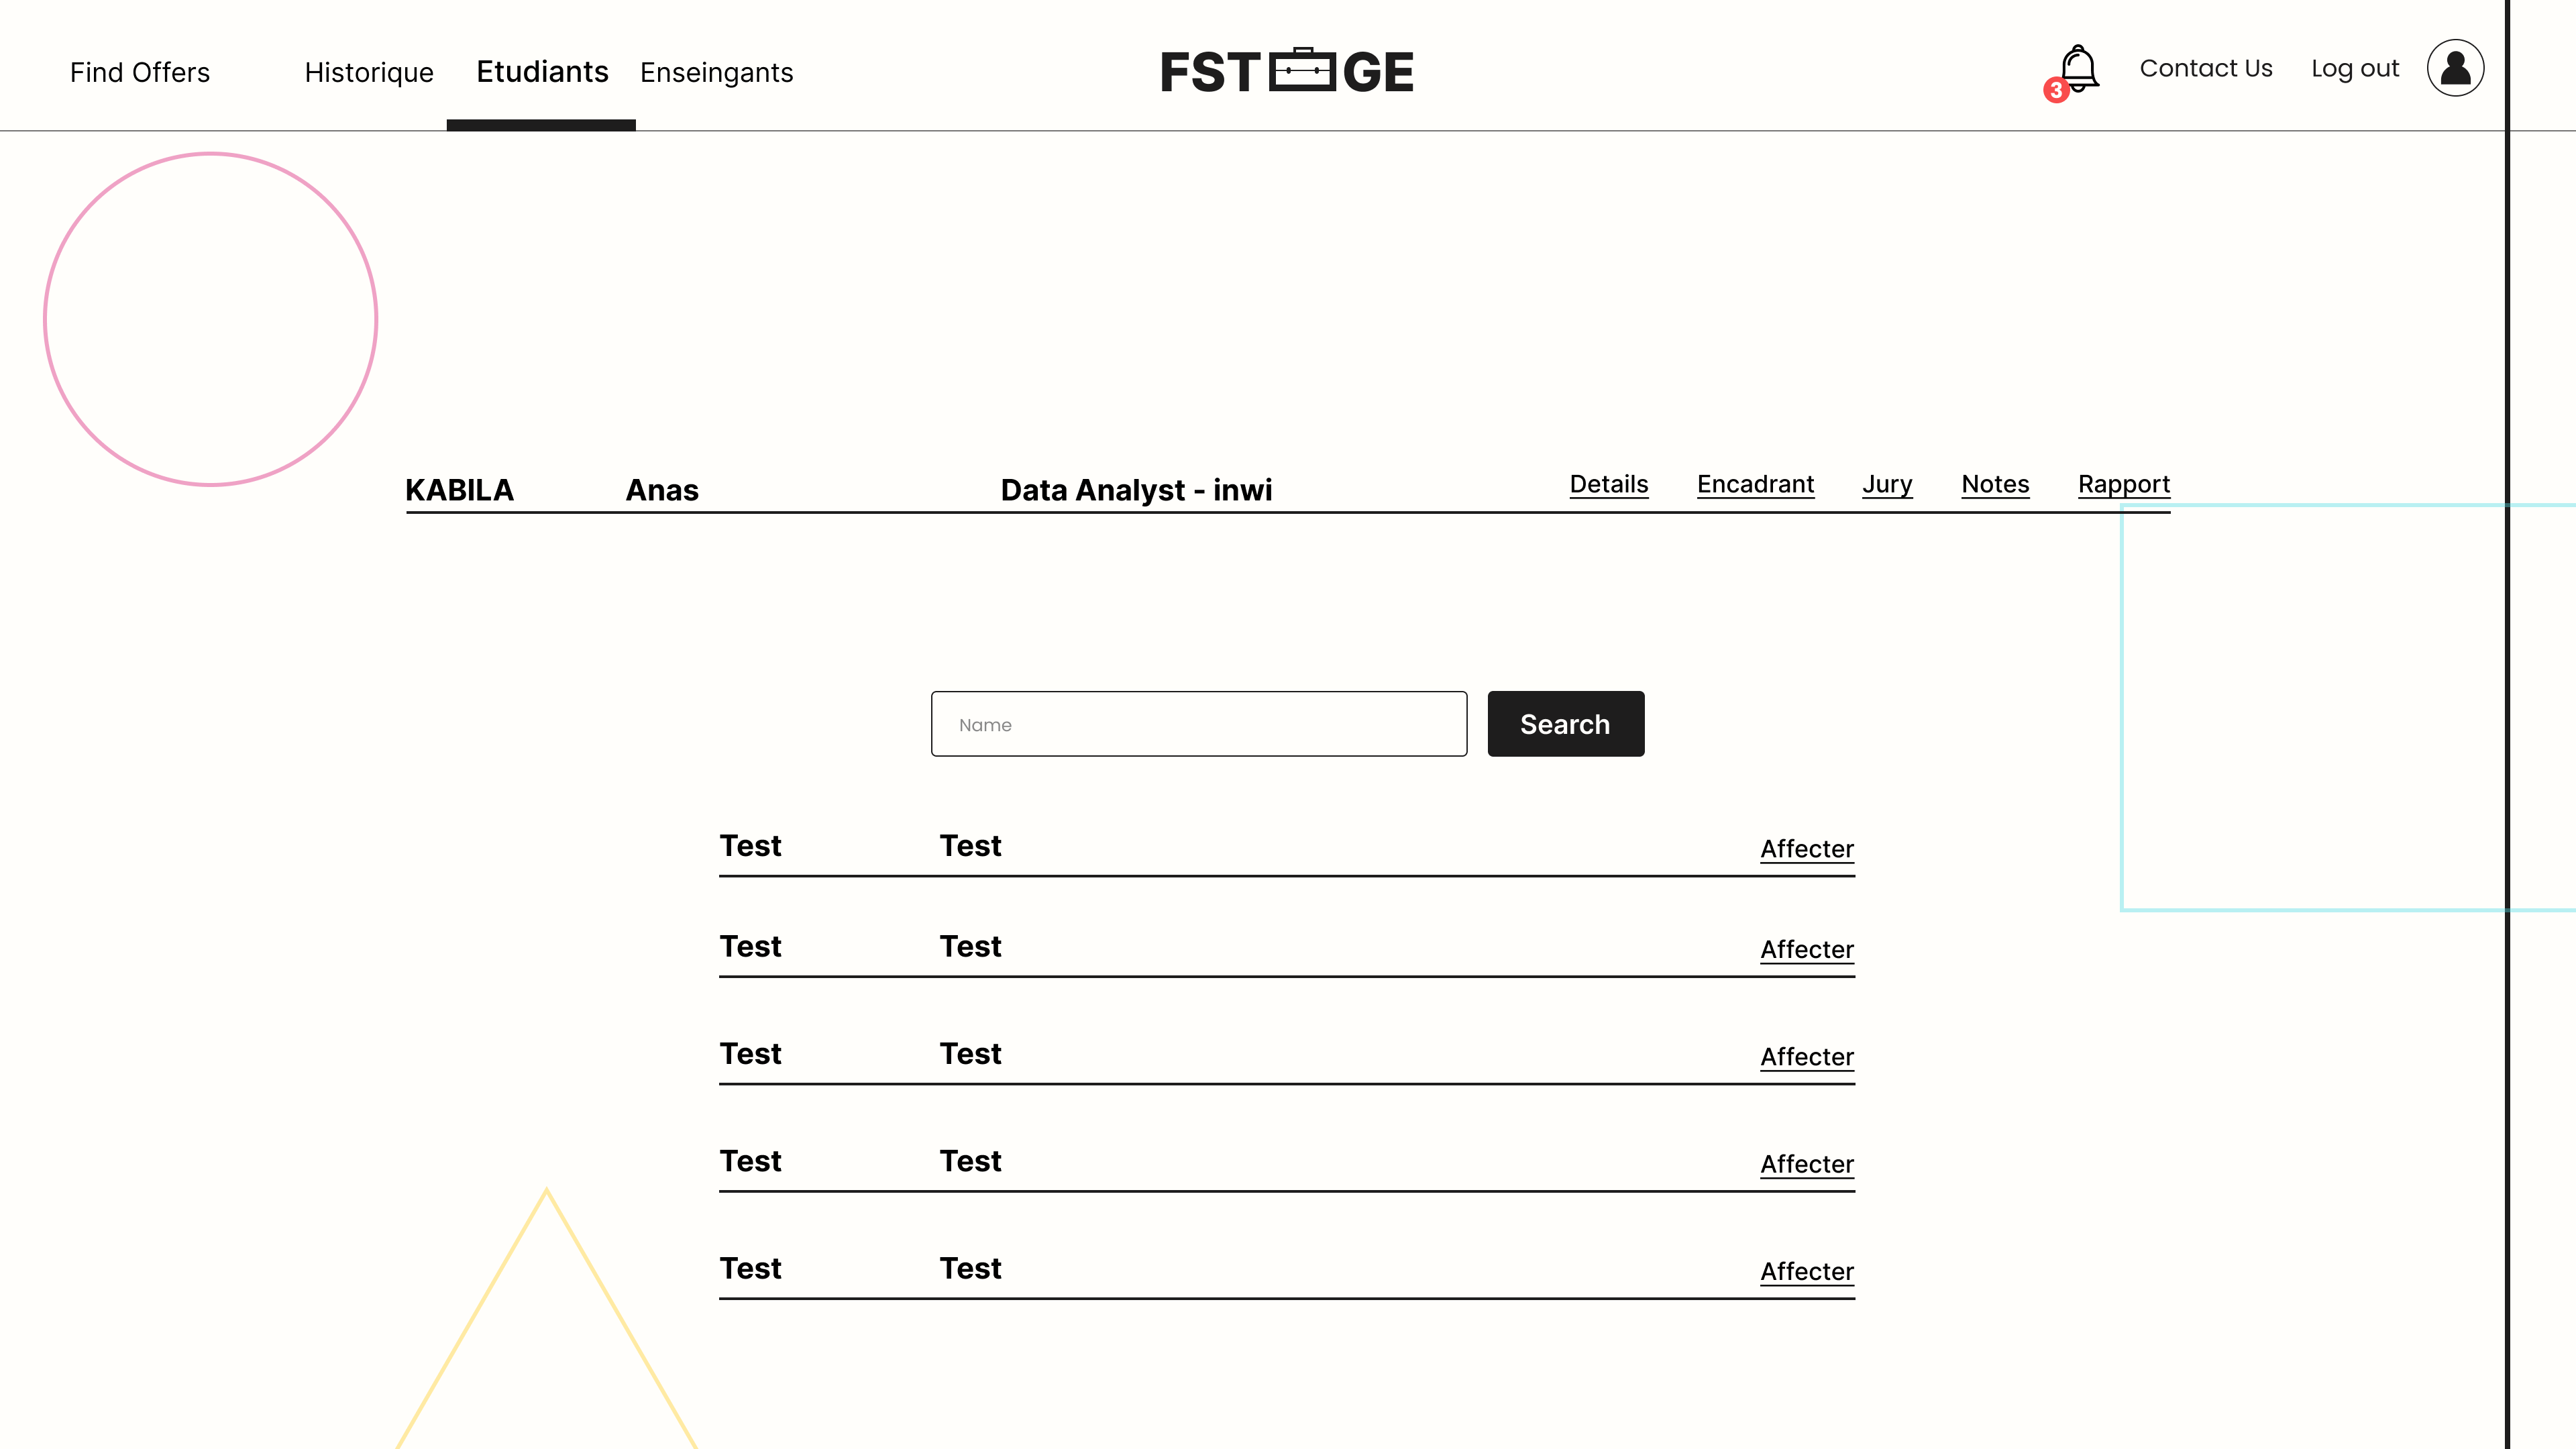 Find Offers Historique Etudiants Enseingants FST GE 3 Contact Us Log out
KABILA Anas Data Analyst - inwi Details Encadrant Jury Notes Rapport
Name Search
Test Test Affecter
Test Test Affecter
Test Test Affecter
Test Test Affecter
Test Test Affecter